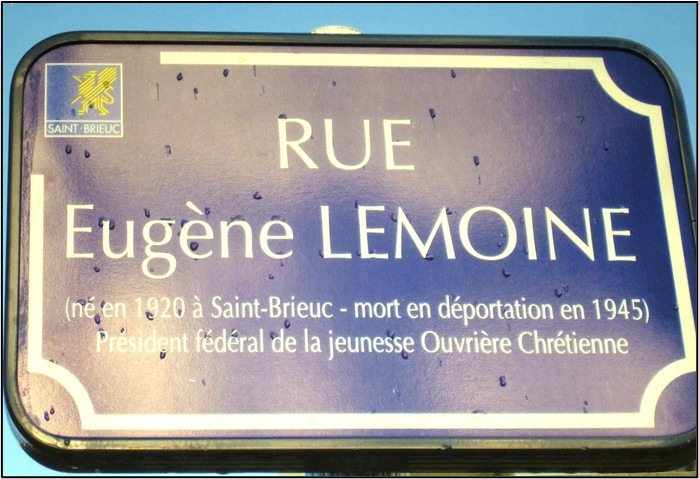 SAINT-BRIEUC
RUE
Eugène LEMOINE
(né en 1920 à Saint-Brieuc - mort en déportation en 1945)
Président fédéral de la jeunesse Ouvrière Chrétienne